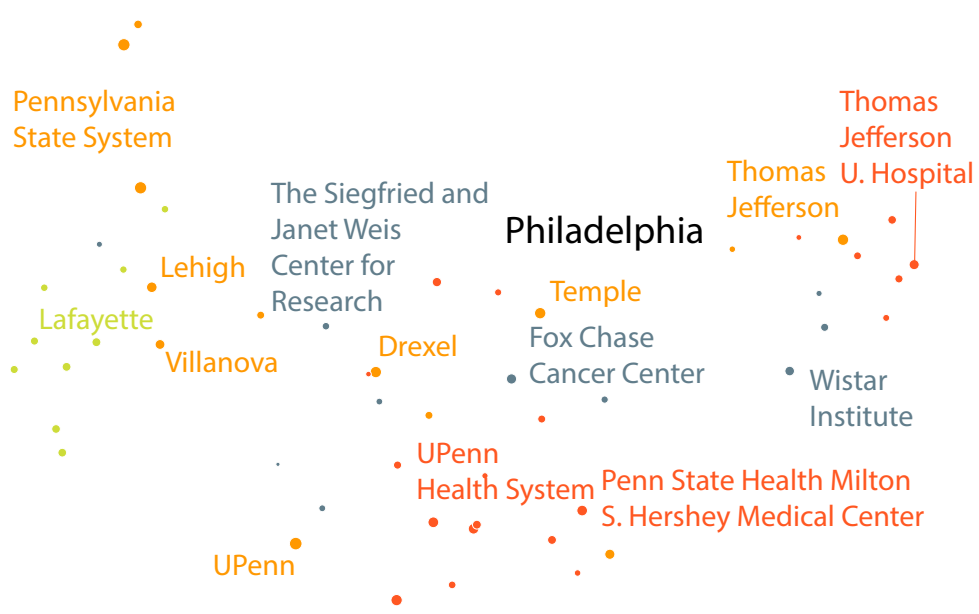 Pennsylvania
State System
Thomas
Jefferson
U. Hospital
Thomas
Jefferson
The Siegfried and
Janet Weis
Center for
Research
Philadelphia
Lehigh
Temple
Lafayette
Villanova
Drexel
Fox Chase
Cancer Center
Wistar
Institute
UPenn
Health System
Penn State Health Milton
S. Hershey Medical Center
UPenn